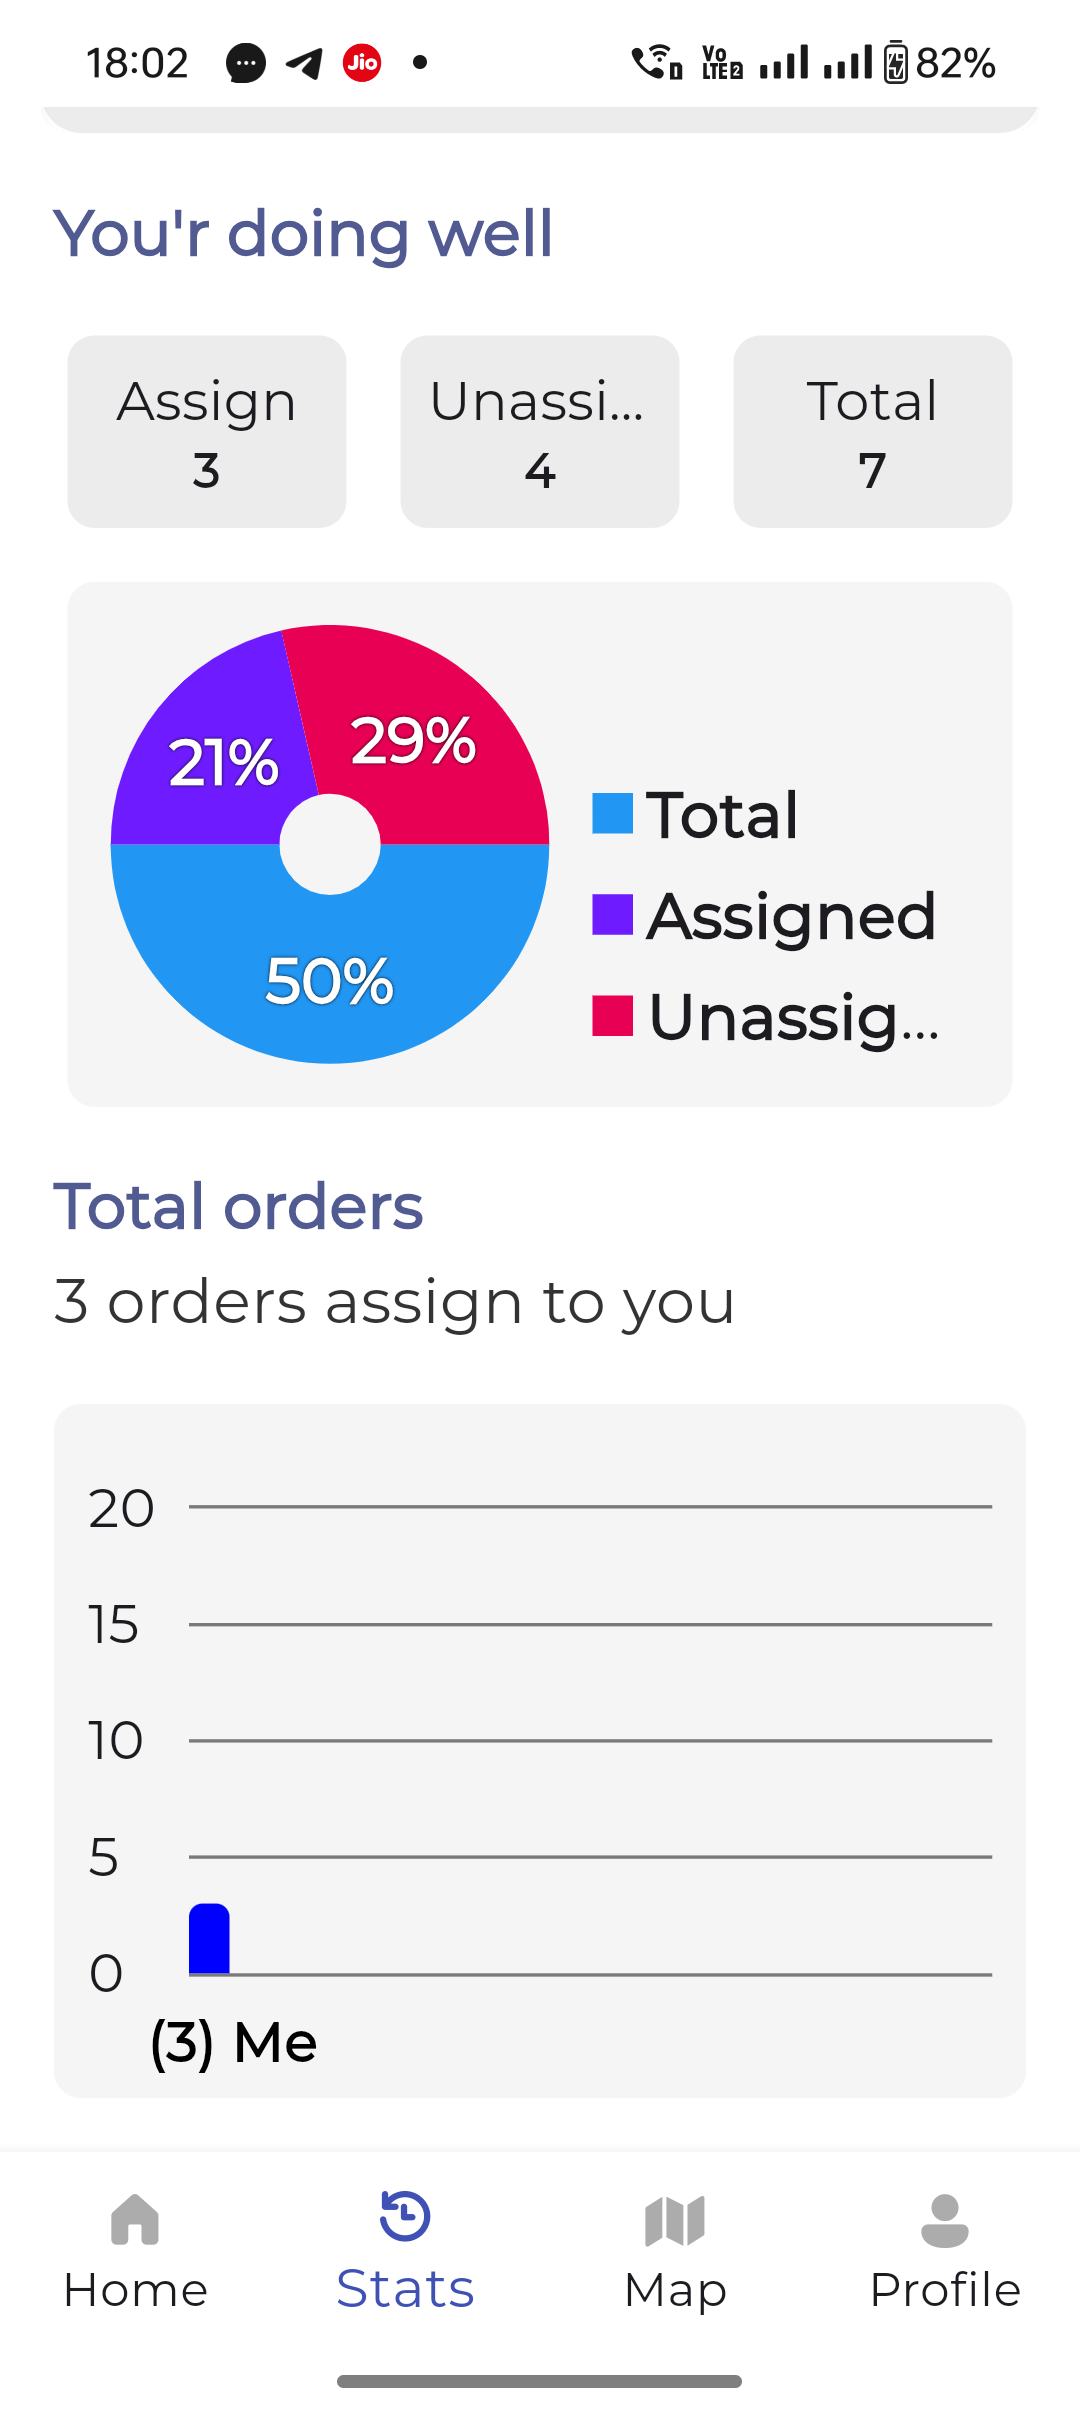 18:02 Jio Vo LTE 2 82%
You'r doing well
Assign Unassi... Total
3 4 7
21% 29%
50%
Total
Assigned
Unassig...
Total orders
3 orders assign to you
20
15
10
5
0
(3) Me
Home Stats Map Profile